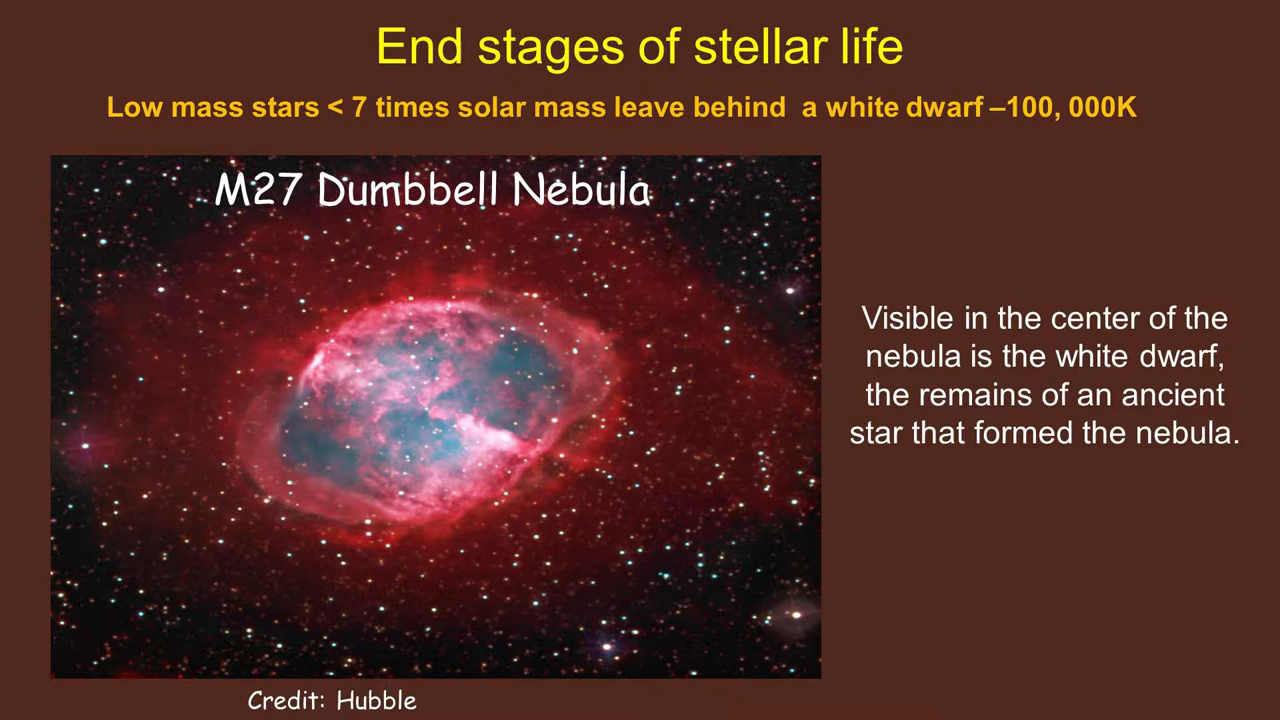 End stages of stellar life
Low mass stars < 7 times solar mass leave behind  a white dwarf –100, 000K
M27 Dumbbell Nebula
Visible in the center of the
nebula is the white dwarf,
the remains of an ancient
star that formed the nebula.
Credit: Hubble